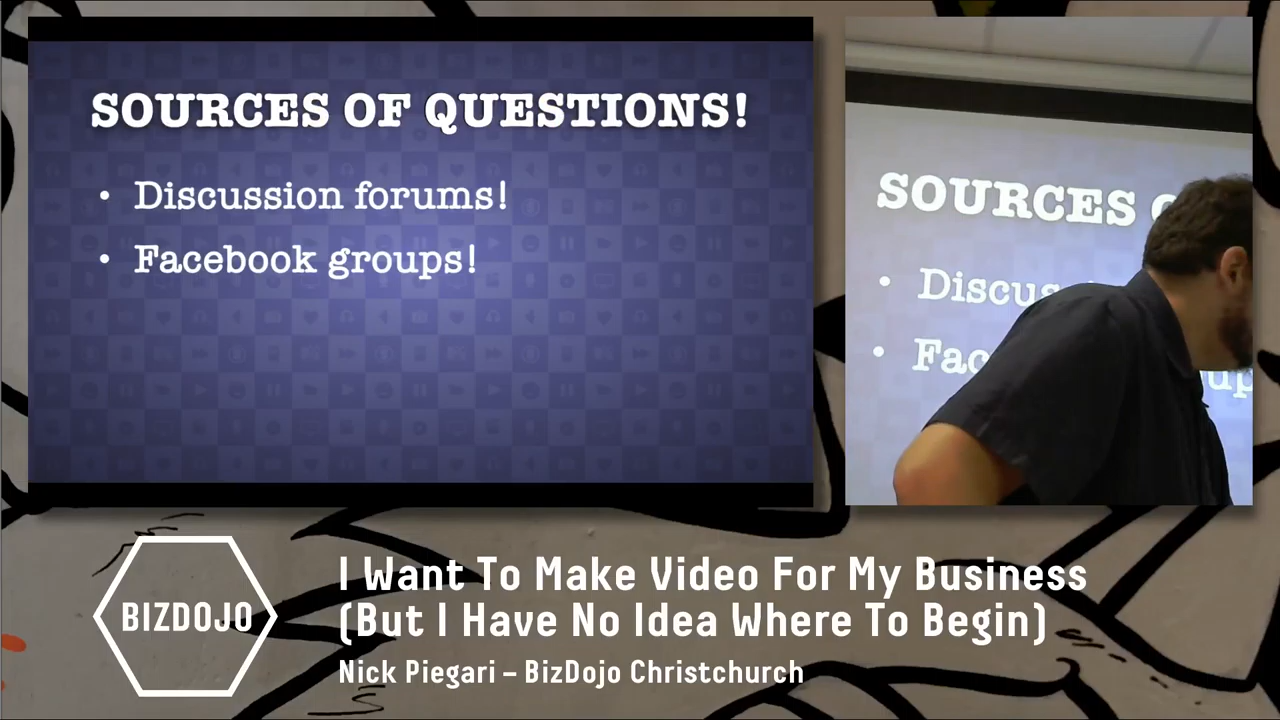 SOURCES OF QUESTIONS!
• Discussion forums!
• Facebook groups!
SOURCES
• Discus
• Fac
up
BIZDOJO
I Want To Make Video For My Business
(But I Have No Idea Where To Begin)
Nick Piegari – BizDojo Christchurch